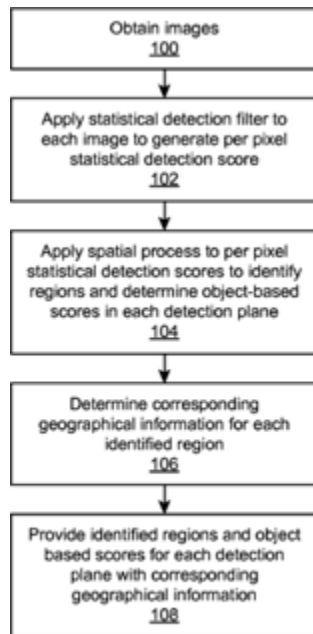 Obtain images
100
Apply statistical detection filter to
each image to generate per pixel
statistical detection score
102
Apply spatial process to per pixel
statistical detection scores to identify
regions and determine object-based
scores in each detection plane
104
Determine corresponding
geographical information for each
identified region
106
Provide identified regions and object
based scores for each detection
plane with corresponding
geographical information
108